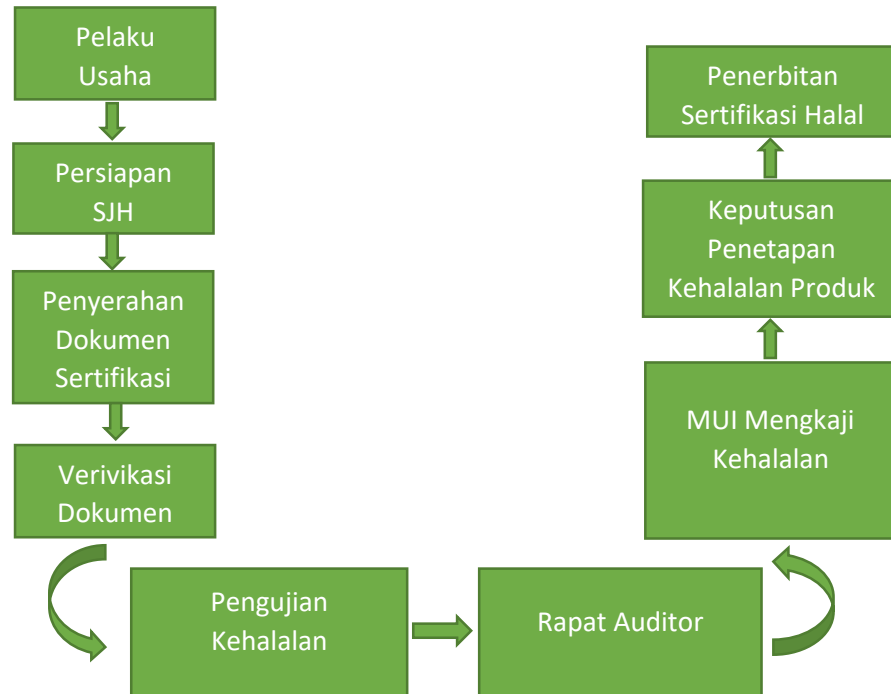 Pelaku
Usaha
Persiapan
SJH
Penyerahan
Dokumen
Sertifikasi
Verivikasi
Dokumen
Pengujian
Kehalalan
Rapat Auditor
MUI Mengkaji
Kehalalan
Keputusan
Penetapan
Kehalalan Produk
Penerbitan
Sertifikasi Halal